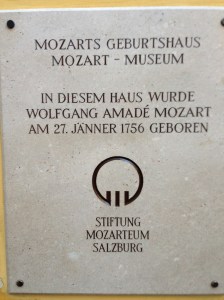 MOZARTS GEBURTSHAUS
MOZART - MUSEUM
IN DIESEM HAUS WURDE
WOLFGANG AMADÉ MOZART
AM 27. JÄNNER 1756 GEBOREN
STIFTUNG
MOZARTEUM
SALZBURG